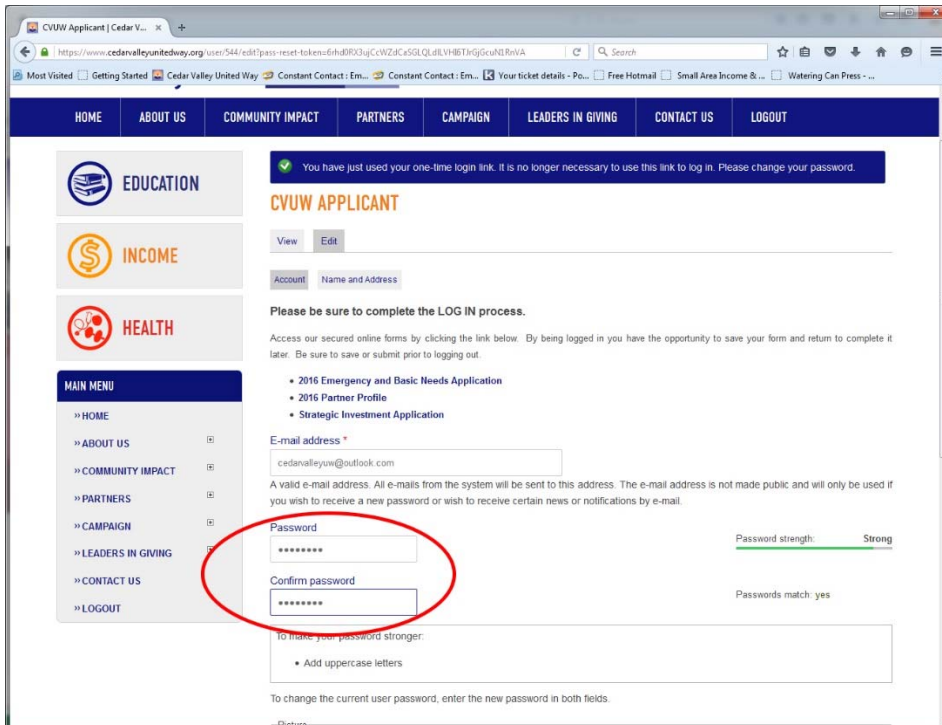 CVUW Applicant | Cedar V...
https://www.cedarvalleyunitedway.org/user/544/edit?pass-reset-token=6rhd0RX3ujCcWZdCaSGLQLdILVHl6TJrGjGcuN1RnVA
Search
Most Visited Getting Started Cedar Valley United Way Constant Contact : Em... Constant Contact : Em... Your ticket details - Po... Free Hotmail Small Area Income & ... Watering Can Press - ...
HOME ABOUT US COMMUNITY IMPACT PARTNERS CAMPAIGN LEADERS IN GIVING CONTACT US LOGOUT
EDUCATION
INCOME
HEALTH
MAIN MENU
» HOME
» ABOUT US
» COMMUNITY IMPACT
» PARTNERS
» CAMPAIGN
» LEADERS IN GIVING
» CONTACT US
» LOGOUT
You have just used your one-time login link. It is no longer necessary to use this link to log in. Please change your password.
CVUW APPLICANT
View Edit
Account Name and Address
Please be sure to complete the LOG IN process.
Access our secured online forms by clicking the link below. By being logged in you have the opportunity to save your form and return to complete it
later. Be sure to save or submit prior to logging out.
• 2016 Emergency and Basic Needs Application
• 2016 Partner Profile
• Strategic Investment Application
E-mail address *
cedarvalleyuw@outlook.com
A valid e-mail address. All e-mails from the system will be sent to this address. The e-mail address is not made public and will only be used if
you wish to receive a new password or wish to receive certain news or notifications by e-mail.
Password
••••••••
Password strength: Strong
Confirm password
••••••••
Passwords match: yes
To make your password stronger:
• Add uppercase letters
To change the current user password, enter the new password in both fields.
Picture